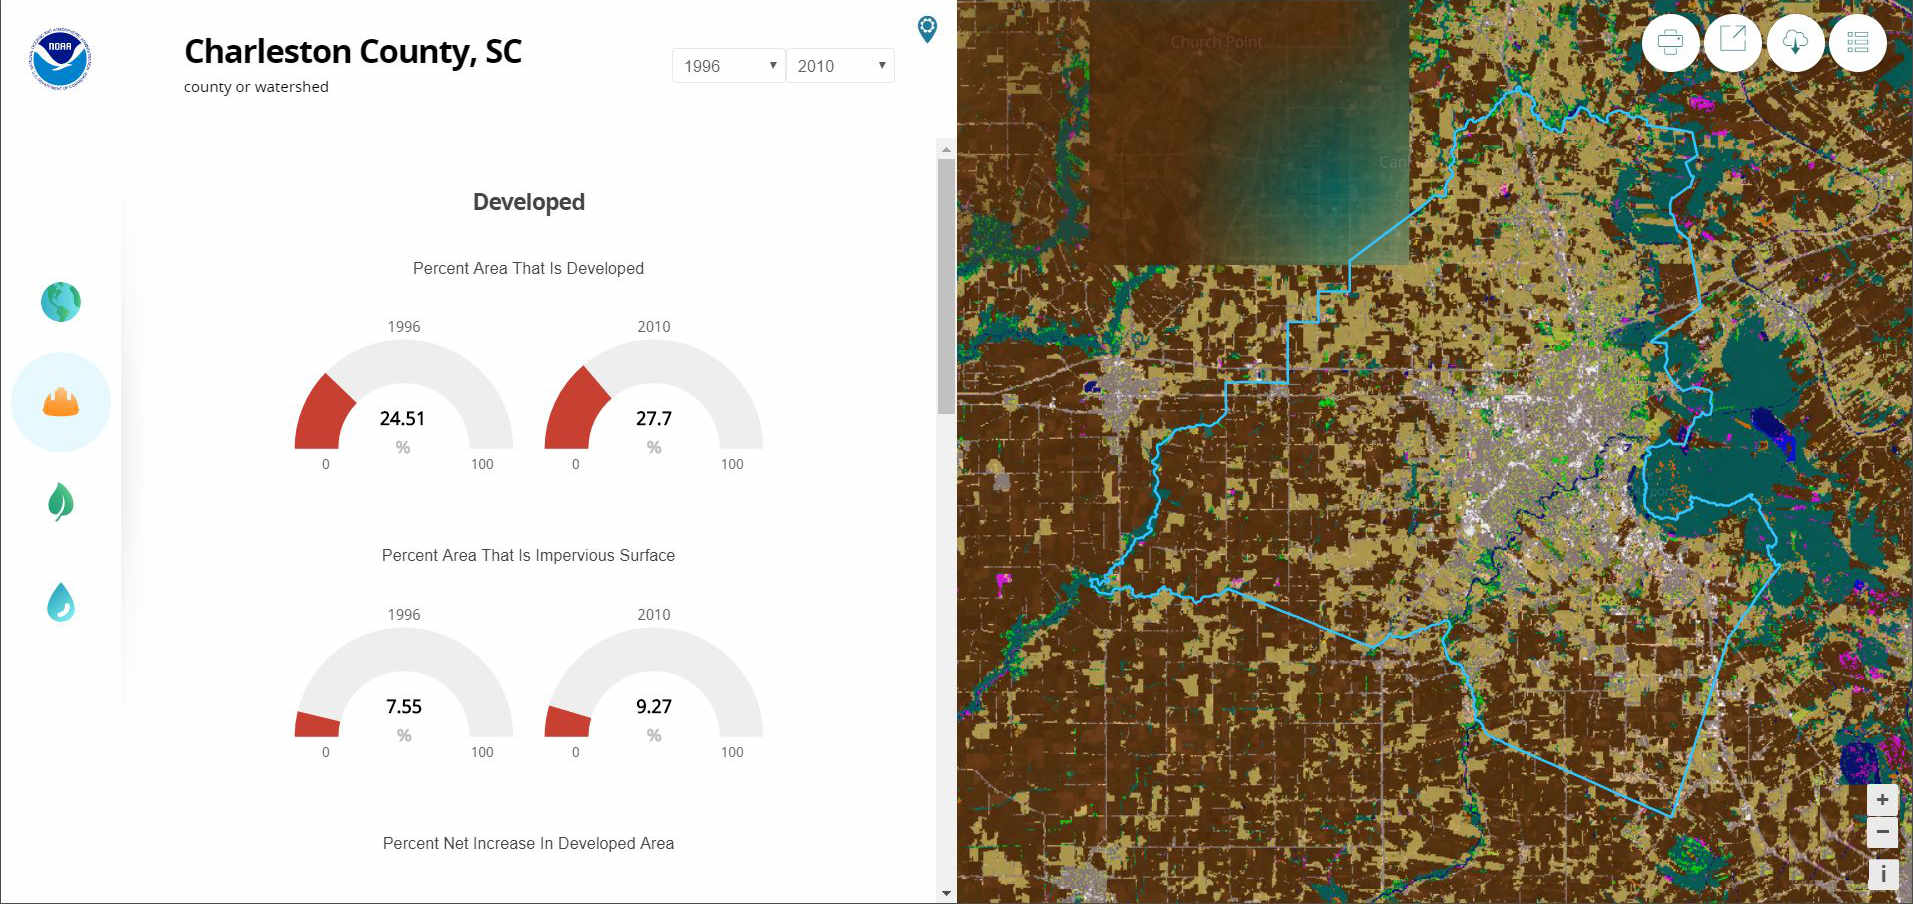 NOAA
Charleston County, SC
county or watershed
1996
2010
Developed
Percent Area That Is Developed
1996
2010
24.51
%
27.7
%
0
100
0
100
Percent Area That Is Impervious Surface
1996
2010
7.55
%
9.27
%
0
100
0
100
Percent Net Increase In Developed Area
Church Point
+
−
i